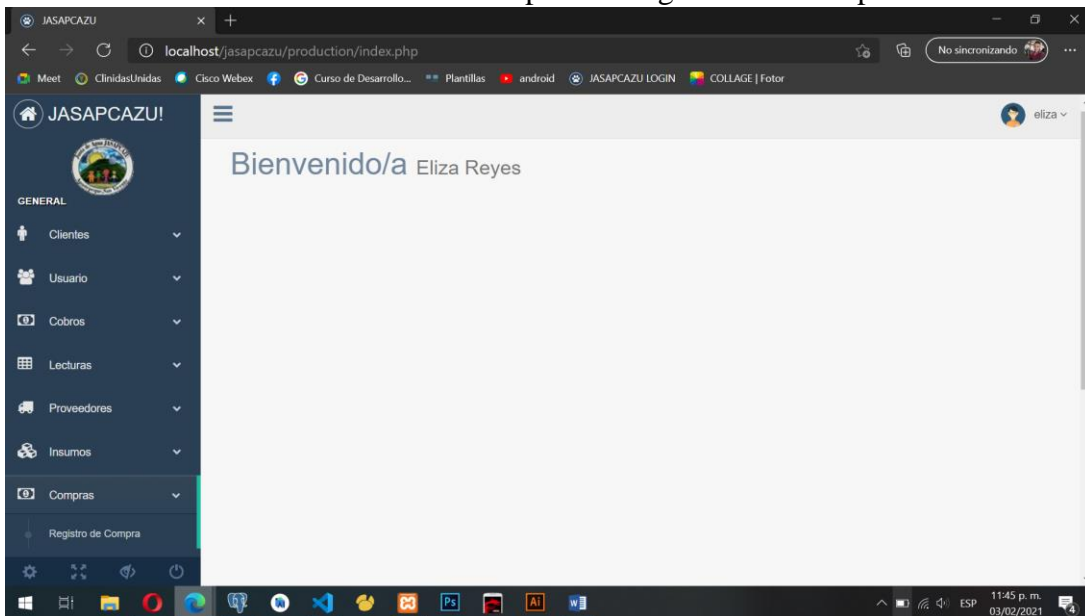 JASAPCAZU
localhost/jasapcazu/production/index.php
No sincronizando
Meet ClinidasUnidas Cisco Webex Curso de Desarrollo... Plantillas android JASAPCAZU LOGIN COLLAGE | Fotor
JASAPCAZU!
eliza
Bienvenido/a Eliza Reyes
GENERAL
Clientes
Usuario
Cobros
Lecturas
Proveedores
Insumos
Compras
Registro de Compra
Ps
Ai
ESP
11:45 p. m.
03/02/2021